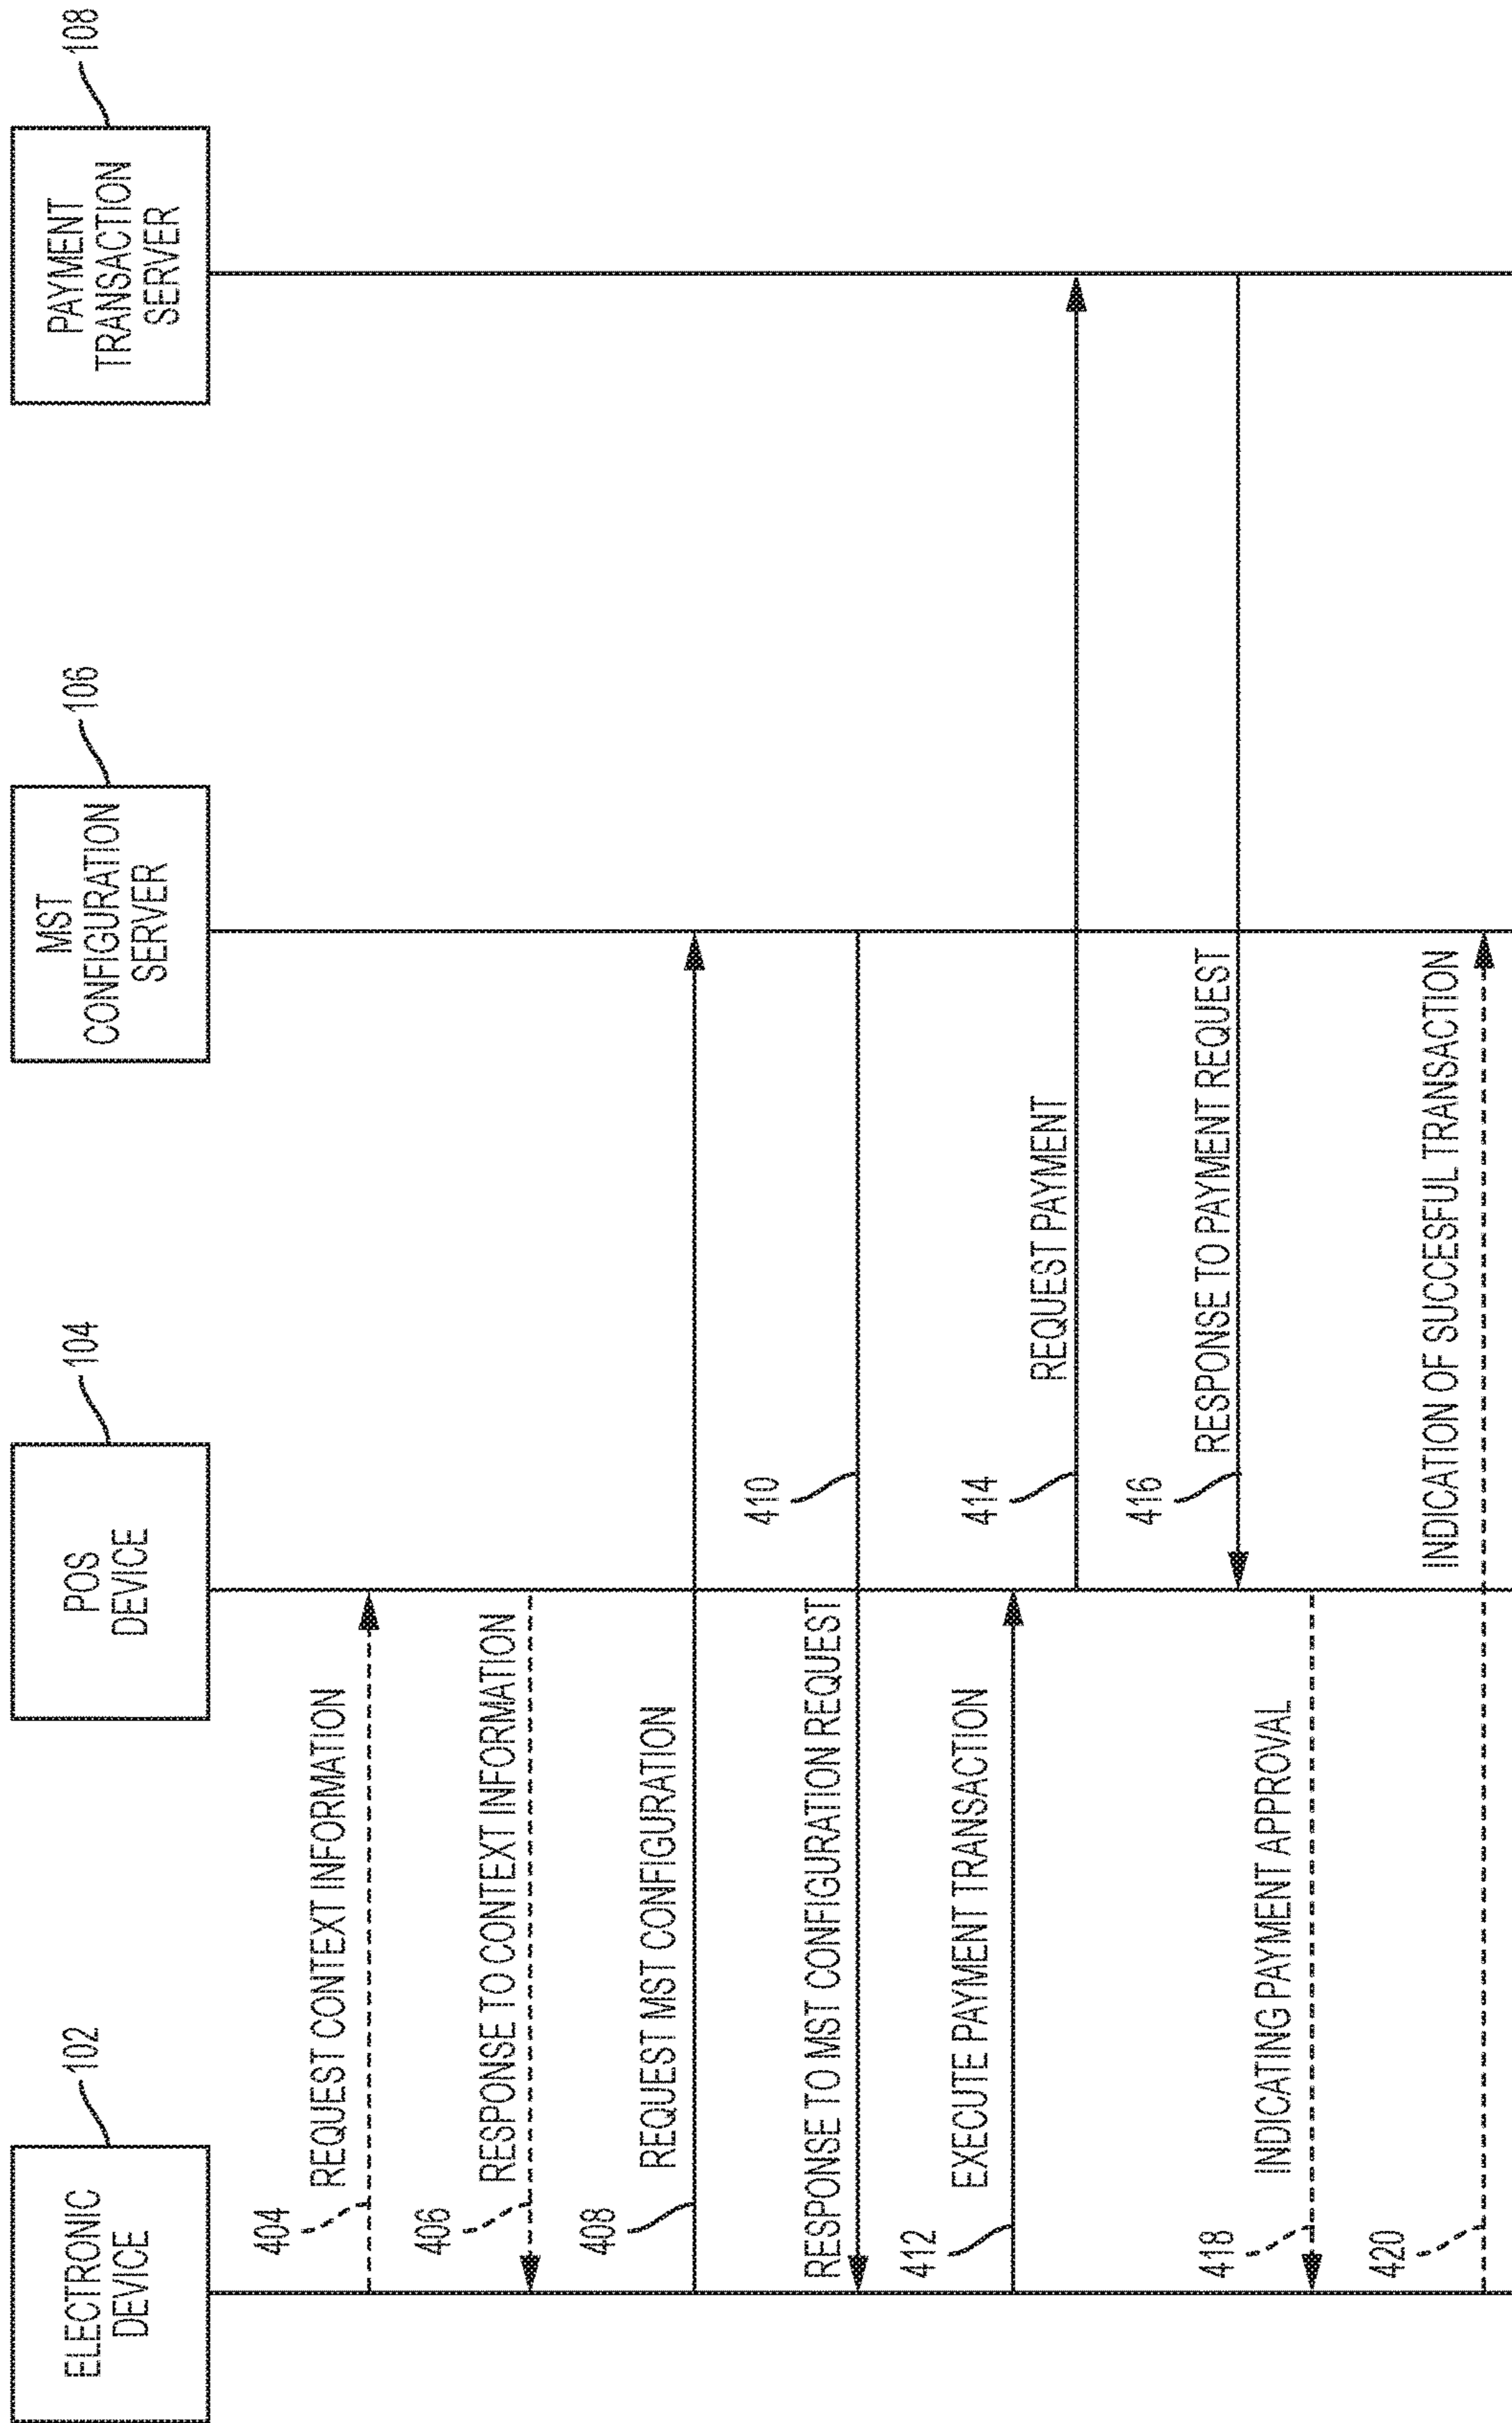 ELECTRONIC
DEVICE
102
POS
DEVICE
104
MST
CONFIGURATION
SERVER
106
PAYMENT
TRANSACTION
SERVER
108
404
REQUEST CONTEXT INFORMATION
406
RESPONSE TO CONTEXT INFORMATION
408
REQUEST MST CONFIGURATION
410
RESPONSE TO MST CONFIGURATION REQUEST
412
EXECUTE PAYMENT TRANSACTION
414
REQUEST PAYMENT
416
RESPONSE TO PAYMENT REQUEST
418
INDICATING PAYMENT APPROVAL
420
INDICATION OF SUCCESFUL TRANSACTION